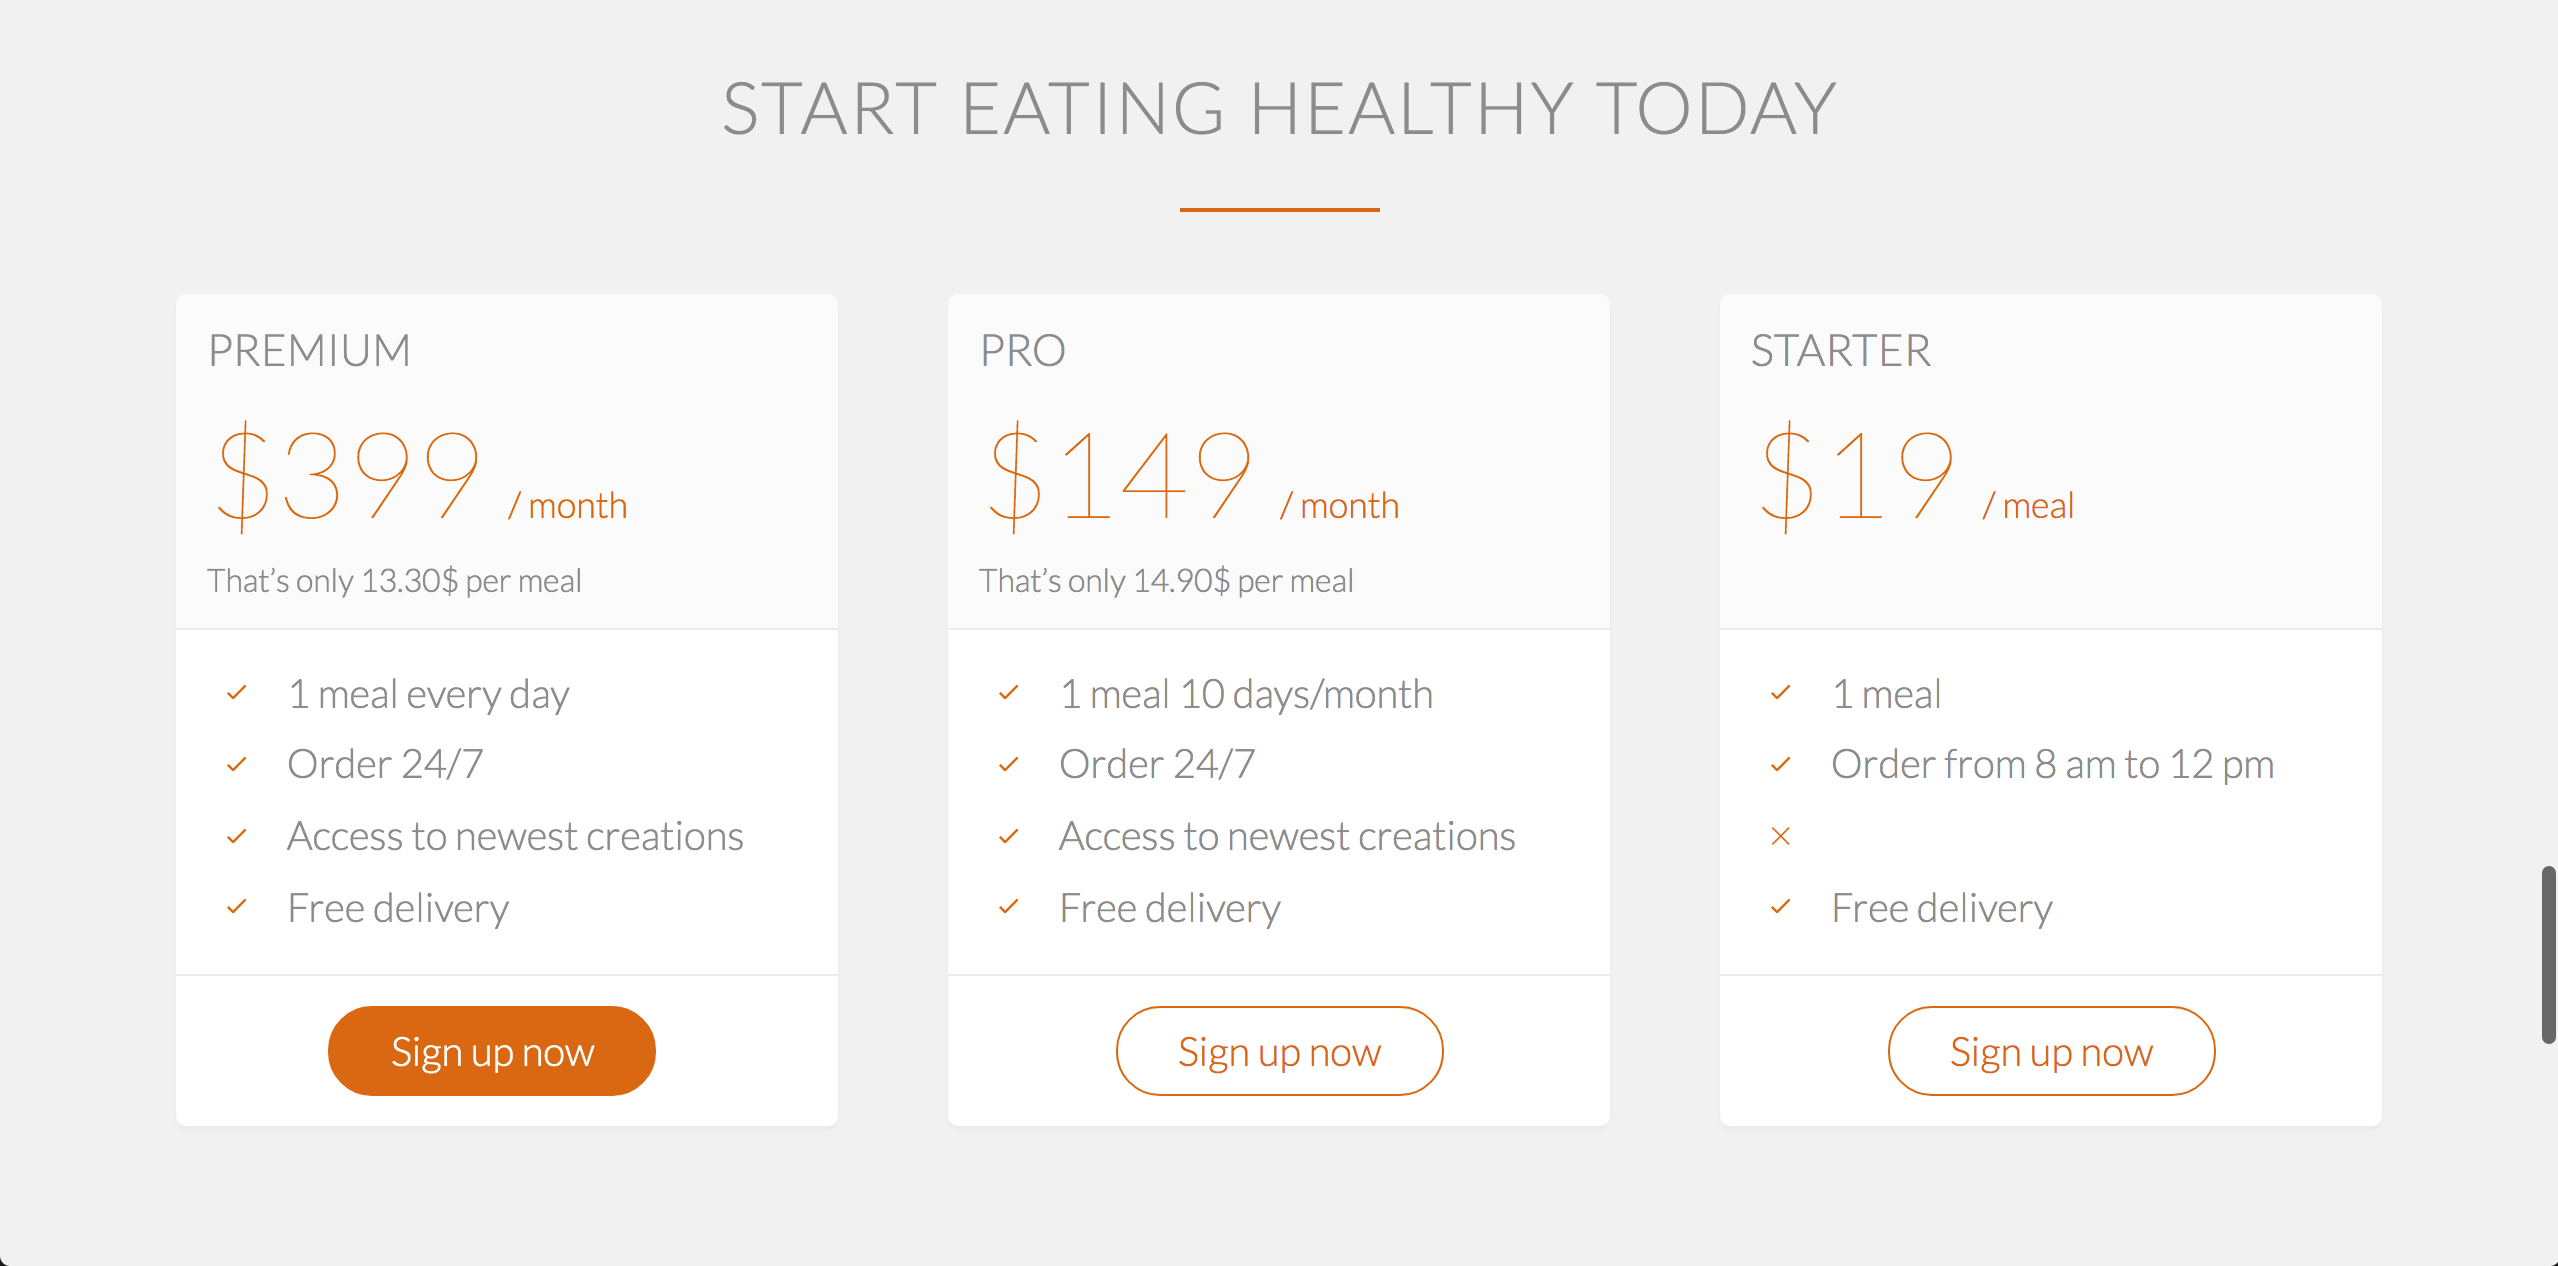 START EATING HEALTHY TODAY
PREMIUM
$399 / month
That’s only 13.30$ per meal
1 meal every day
Order 24/7
Access to newest creations
Free delivery
Sign up now
PRO
$149 / month
That’s only 14.90$ per meal
1 meal 10 days/month
Order 24/7
Access to newest creations
Free delivery
Sign up now
STARTER
$19 / meal
1 meal
Order from 8 am to 12 pm
Free delivery
Sign up now